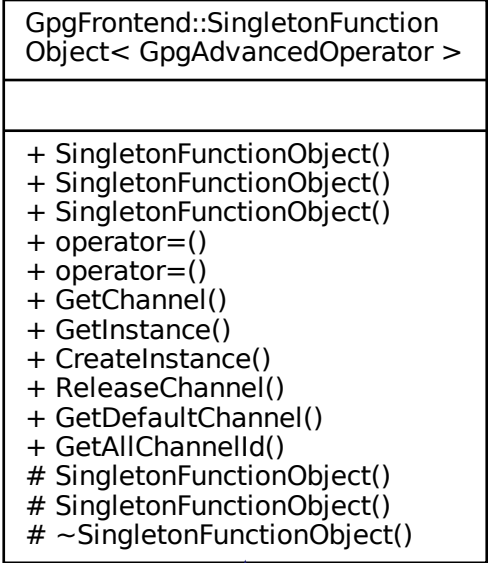 GpgFrontend::SingletonFunction
Object< GpgAdvancedOperator >
+ SingletonFunctionObject()
+ SingletonFunctionObject()
+ SingletonFunctionObject()
+ operator=()
+ operator=()
+ GetChannel()
+ GetInstance()
+ CreateInstance()
+ ReleaseChannel()
+ GetDefaultChannel()
+ GetAllChannelId()
# SingletonFunctionObject()
# SingletonFunctionObject()
# ~SingletonFunctionObject()